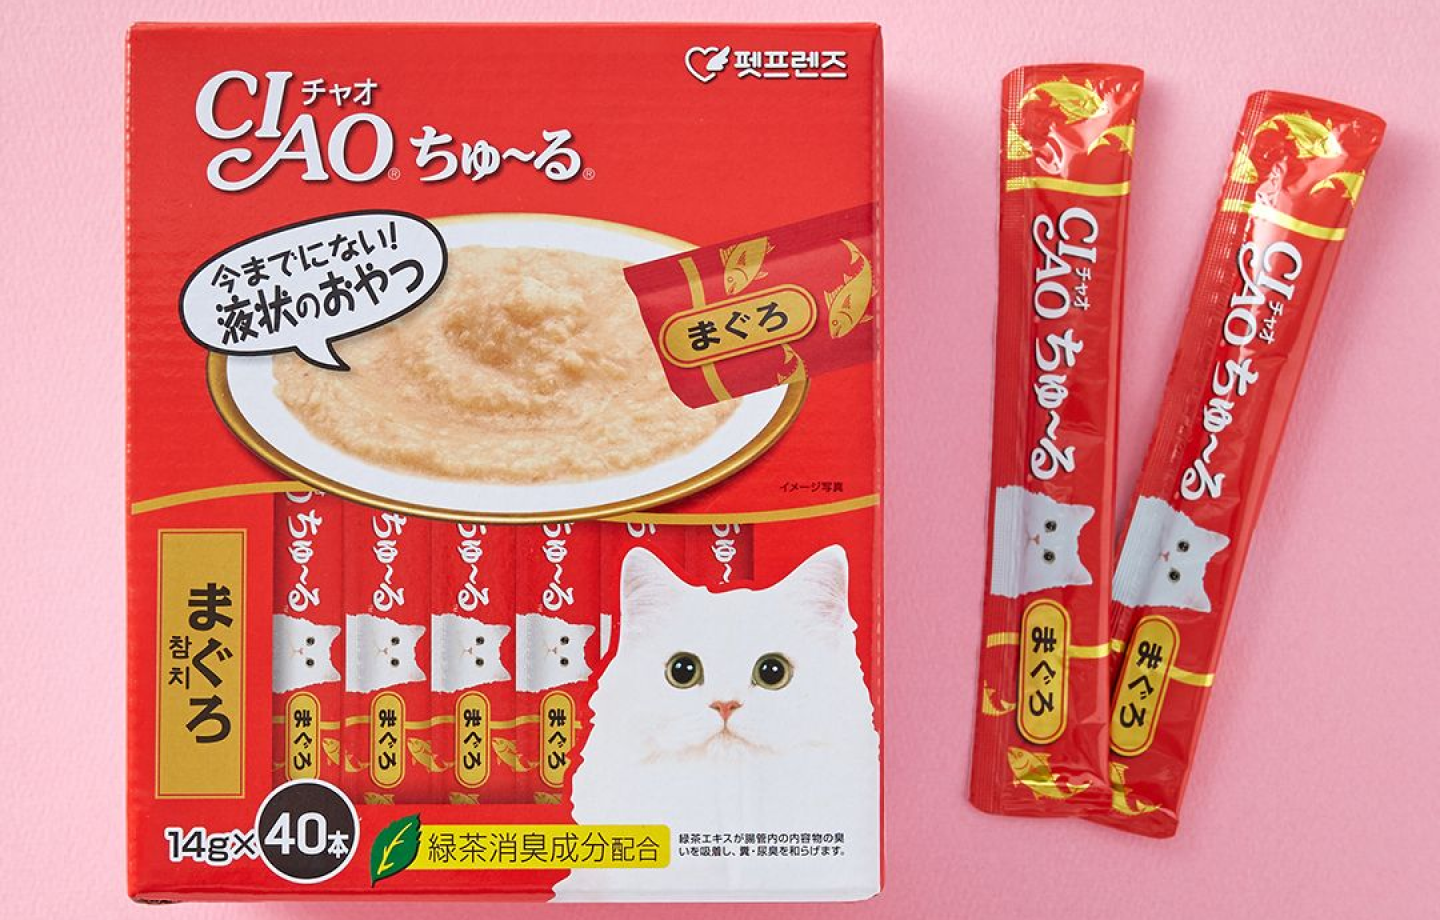 펫프렌즈
CIAO
チャオ
ちゅ〜る
今までにない!
液状のおやつ
まぐろ
イメージ写真
まぐろ
참치
ちゅ〜る
ちゅ〜る
ちゅ〜る
ちゅ〜る
ちゅ〜
まぐろ
まぐろ
まぐろ
まぐろ
14g×40本
緑茶消臭成分配合
緑茶エキスが腸管内の内容物の臭
いを吸着し、糞・尿臭を和らげます。
CIAO
チャオ
ちゅ〜る
まぐろ
CIAO
チャオ
ちゅ〜る
まぐろ